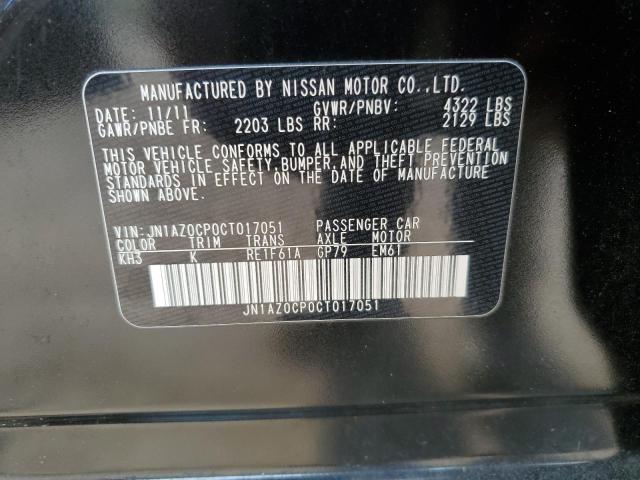 MANUFACTURED BY NISSAN MOTOR CO.,LTD.
DATE: 11/11 GVWR/PNBV: 4322 LBS
GAWR/PNBE FR: 2203 LBS RR: 2129 LBS
THIS VEHICLE CONFORMS TO ALL APPLICABLE FEDERAL
MOTOR VEHICLE SAFETY,BUMPER,AND THEFT PREVENTION
STANDARDS IN EFFECT ON THE DATE OF MANUFACTURE
SHOWN ABOVE.
VIN: JN1AZ0CP0CT017051 PASSENGER CAR
COLOR TRIM TRANS AXLE MOTOR
KH3 K RE1F61A GP79 EM61
JN1AZ0CP0CT017051